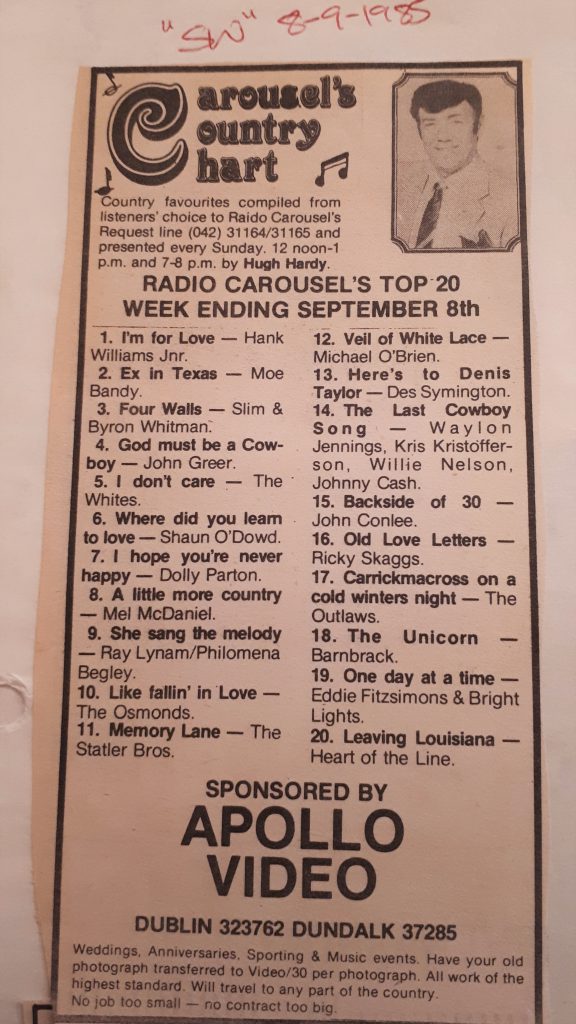 "SW" 8-9-1985
Carousel's
Country
Chart
Country favourites compiled from
listeners' choice to Raido Carousel's
Request line (042) 31164/31165 and
presented every Sunday. 12 noon-1
p.m. and 7-8 p.m. by Hugh Hardy.
RADIO CAROUSEL'S TOP 20
WEEK ENDING SEPTEMBER 8th
1. I'm for Love — Hank
Williams Jnr.
2. Ex in Texas — Moe
Bandy.
3. Four Walls — Slim &
Byron Whitman.
4. God must be a Cow-
boy — John Greer.
5. I don't care — The
Whites.
6. Where did you learn
to love — Shaun O'Dowd.
7. I hope you're never
happy — Dolly Parton.
8. A little more country
— Mel McDaniel.
9. She sang the melody
— Ray Lynam/Philomena
Begley.
10. Like fallin' in Love —
The Osmonds.
11. Memory Lane — The
Statler Bros.
12. Veil of White Lace —
Michael O'Brien.
13. Here's to Denis
Taylor — Des Symington.
14. The Last Cowboy
Song — Waylon
Jennings, Kris Kristoffer-
son, Willie Nelson,
Johnny Cash.
15. Backside of 30 —
John Conlee.
16. Old Love Letters —
Ricky Skaggs.
17. Carrickmacross on a
cold winters night — The
Outlaws.
18. The Unicorn —
Barnbrack.
19. One day at a time —
Eddie Fitzsimons & Bright
Lights.
20. Leaving Louisiana —
Heart of the Line.
SPONSORED BY
APOLLO
VIDEO
DUBLIN 323762 DUNDALK 37285
Weddings, Anniversaries, Sporting & Music events. Have your old
photograph transferred to Video/30 per photograph. All work of the
highest standard. Will travel to any part of the country.
No job too small — no contract too big.